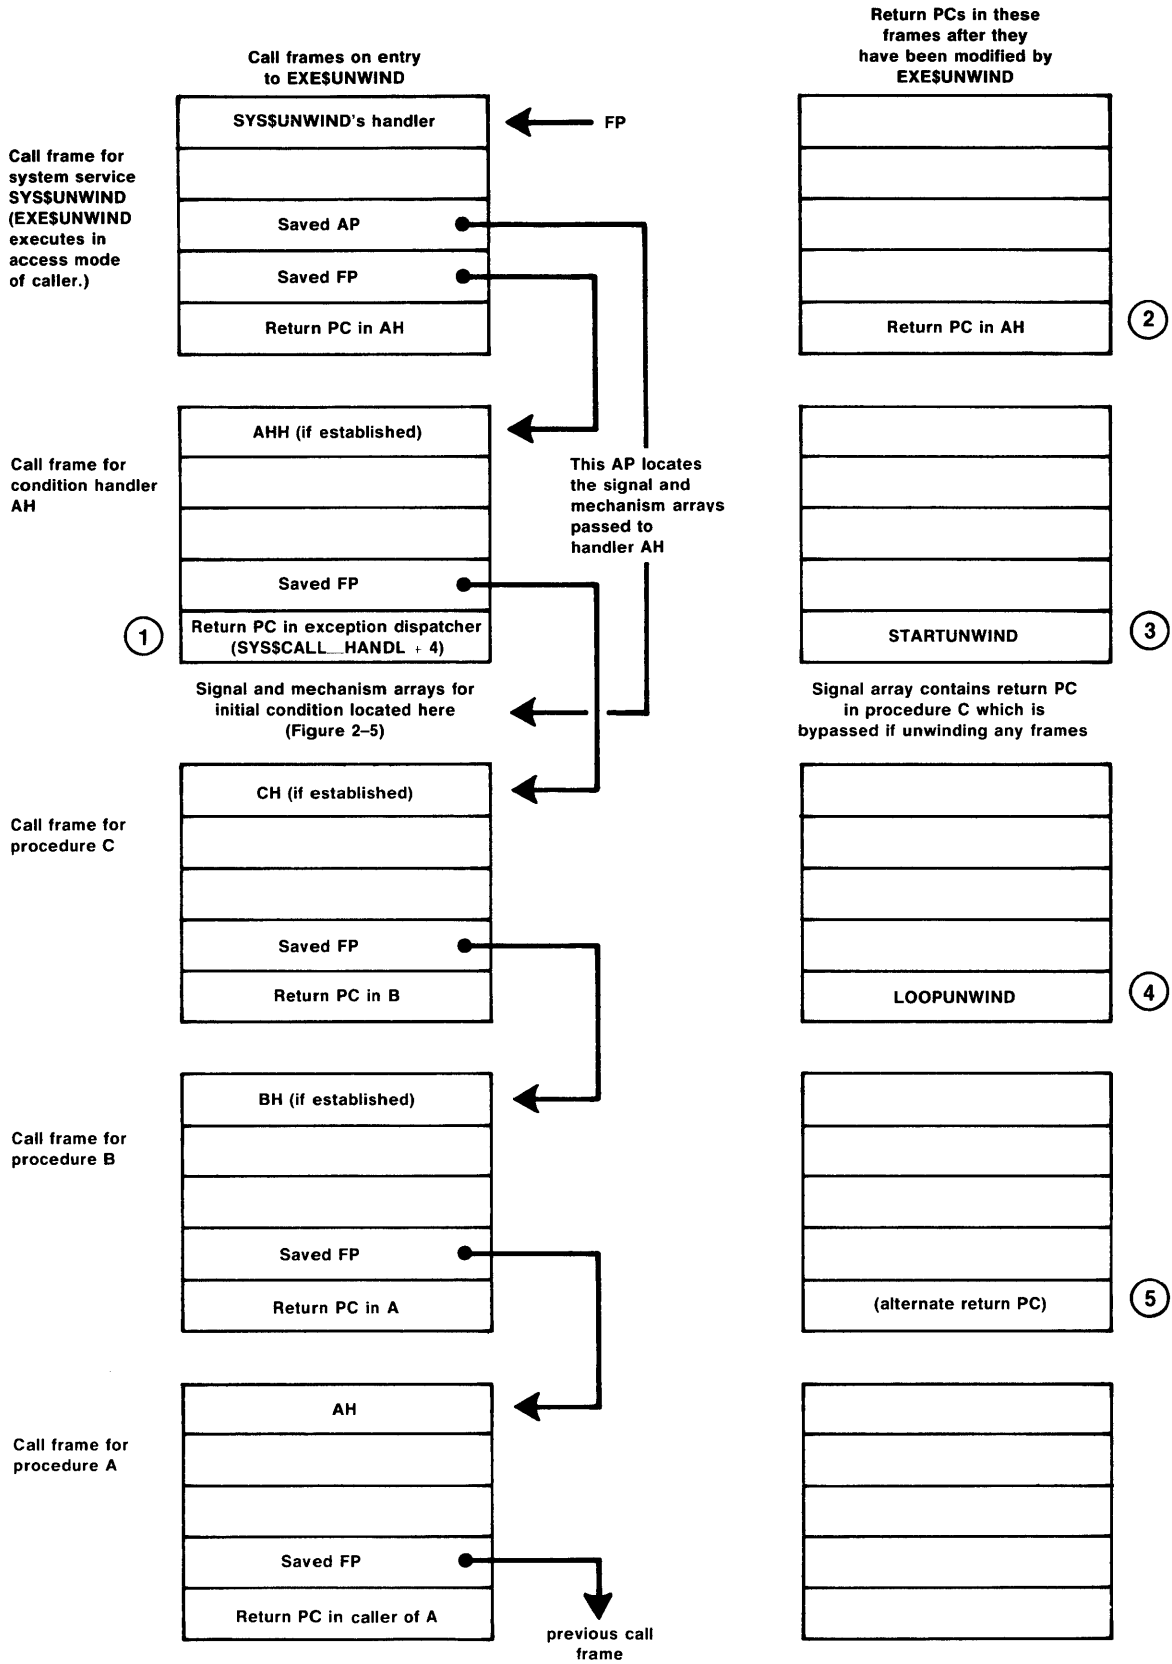 Return PCs in these
frames after they
have been modified by
EXE$UNWIND
Call frames on entry
to EXE$UNWIND
SYS$UNWIND's handler
FP
Call frame for
system service
SYS$UNWIND
(EXE$UNWIND
executes in
access mode
of caller.)
Saved AP
Saved FP
Return PC in AH
Return PC in AH
2
AHH (if established)
Call frame for
condition handler
AH
This AP locates
the signal and
mechanism arrays
passed to
handler AH
Saved FP
1
Return PC in exception dispatcher
(SYS$CALL_HANDL + 4)
STARTUNWIND
3
Signal and mechanism arrays for
initial condition located here
(Figure 2–5)
Signal array contains return PC
in procedure C which is
bypassed if unwinding any frames
CH (if established)
Call frame for
procedure C
Saved FP
Return PC in B
LOOPUNWIND
4
BH (if established)
Call frame for
procedure B
Saved FP
Return PC in A
(alternate return PC)
5
AH
Call frame for
procedure A
Saved FP
Return PC in caller of A
previous call
frame